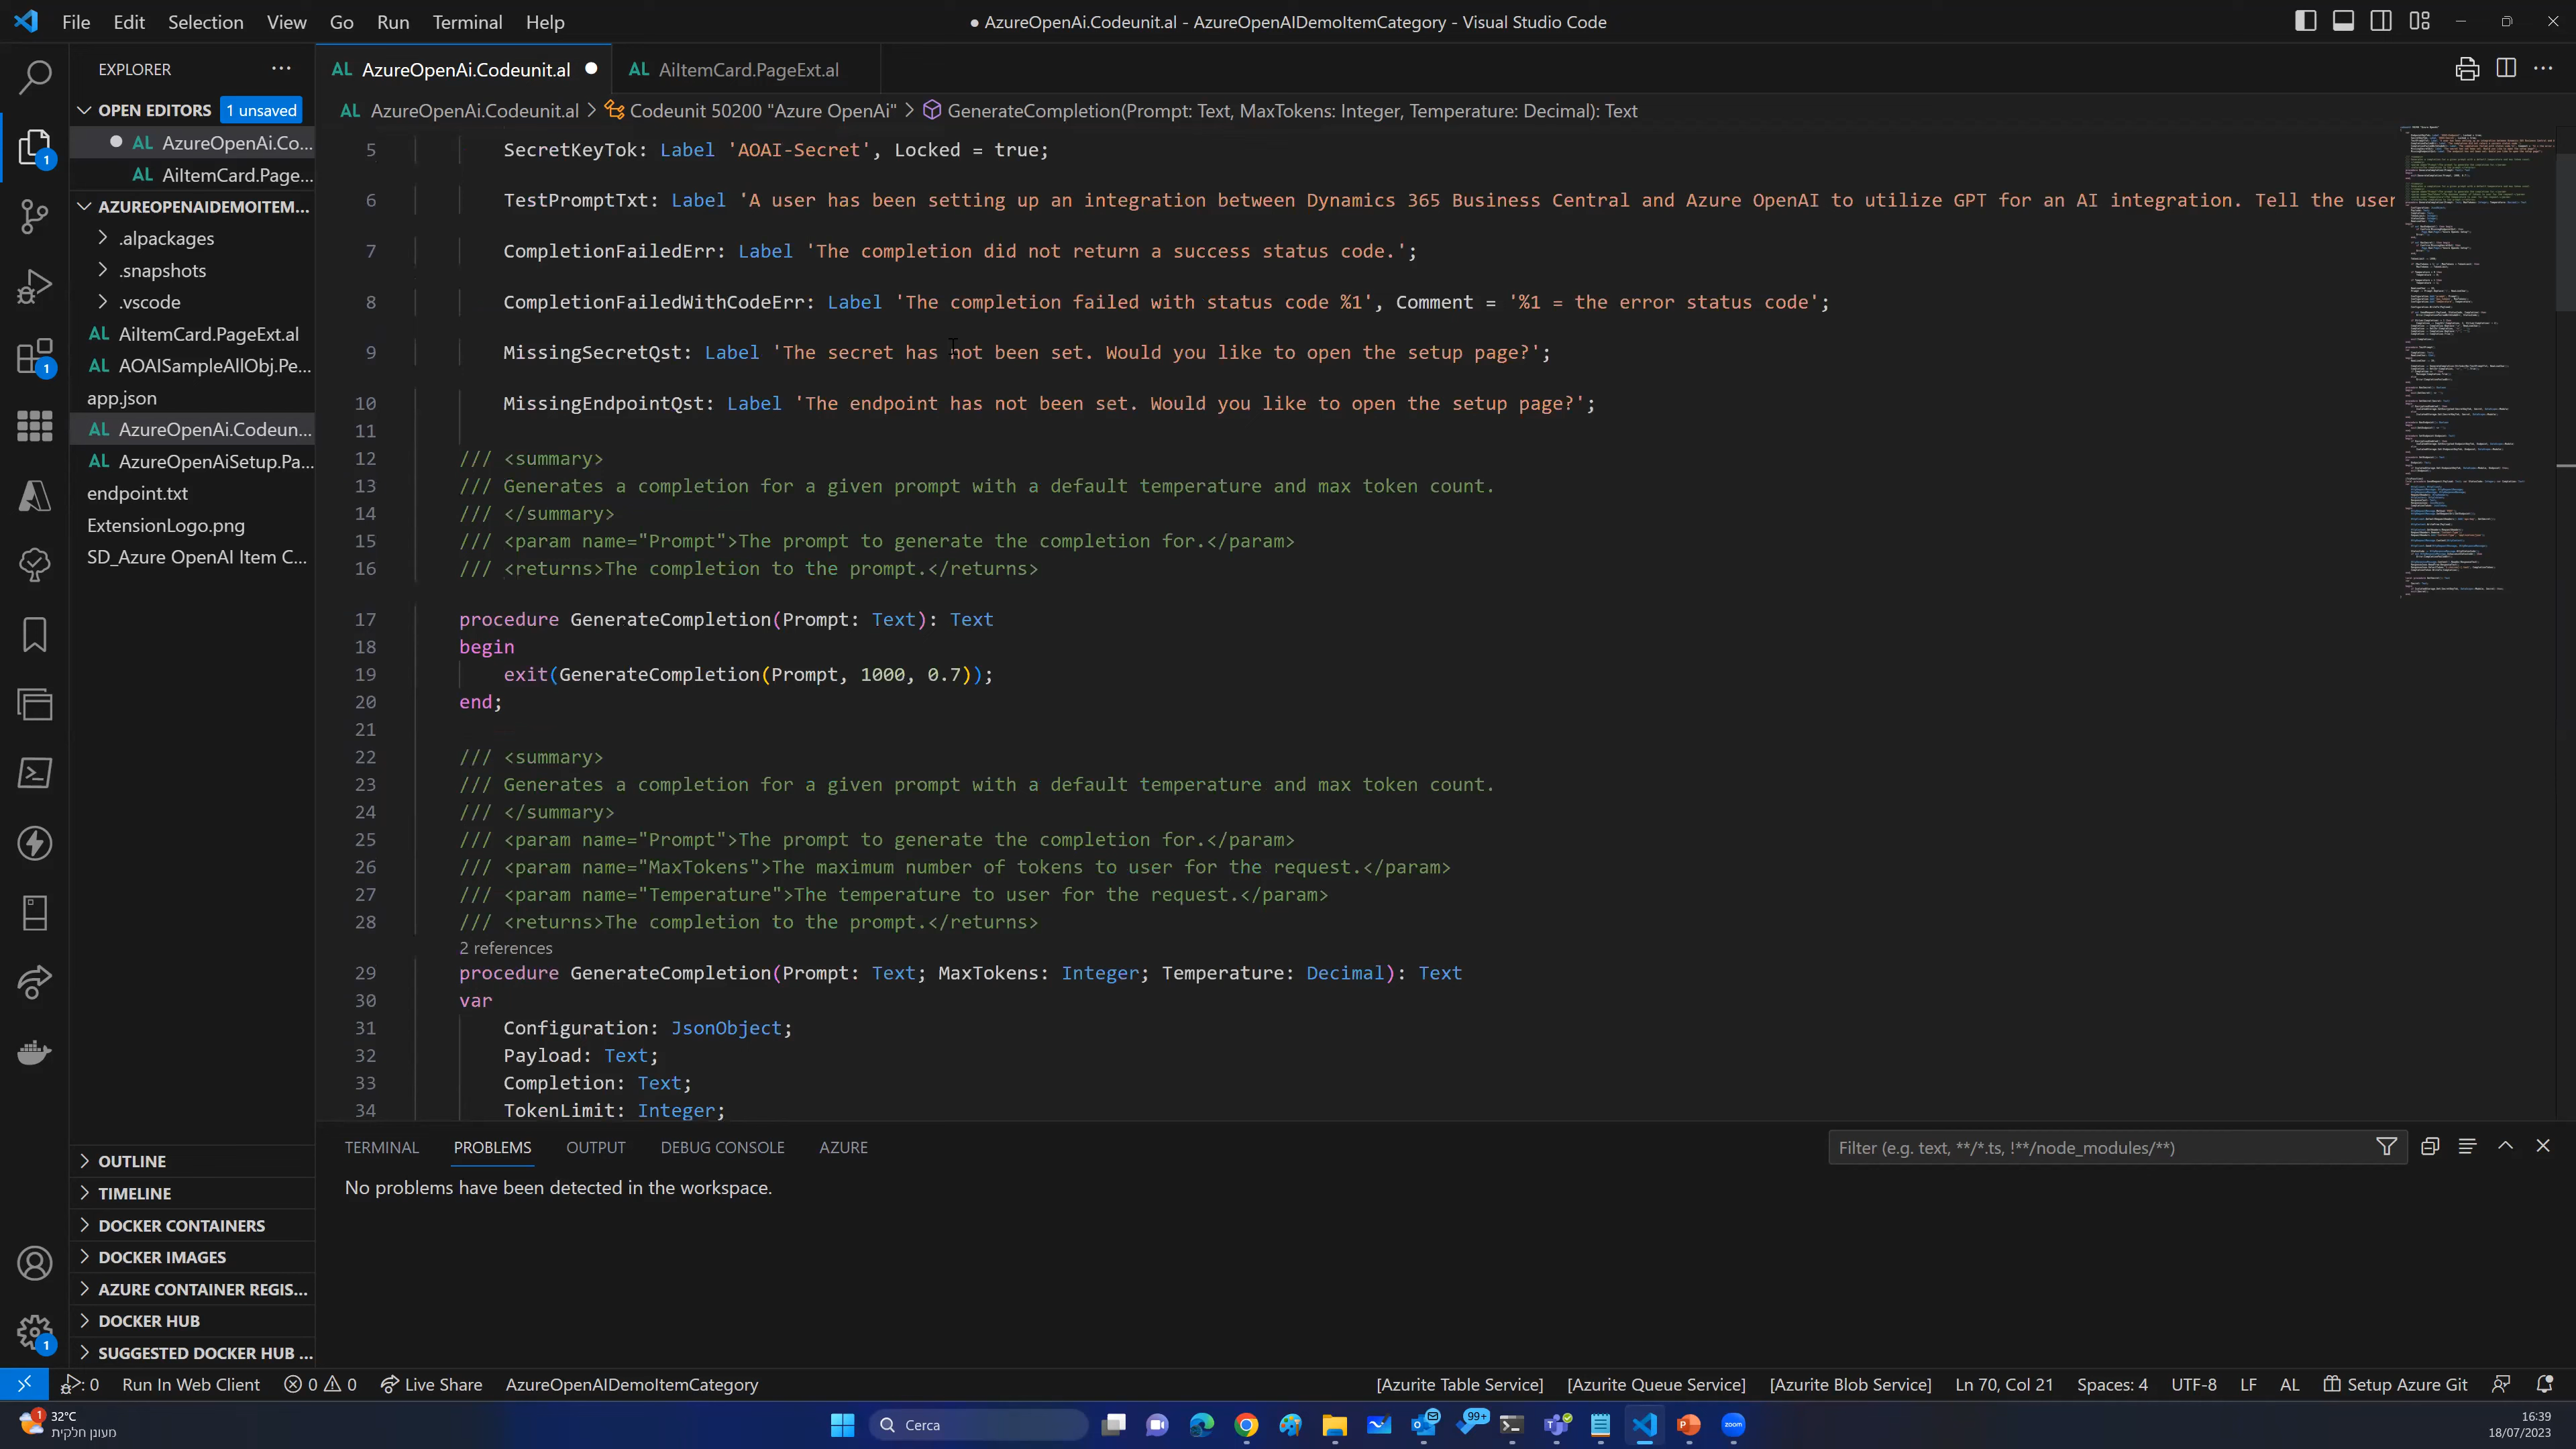 File Edit Selection View Go Run Terminal Help
● AzureOpenAi.Codeunit.al - AzureOpenAIDemoItemCategory - Visual Studio Code
EXPLORER
OPEN EDITORS 1 unsaved
AL AzureOpenAi.Co...
AL AiItemCard.Page...
AZUREOPENAIDEMOITEM...
.alpackages
.snapshots
.vscode
AL AiItemCard.PageExt.al
AL AOAISampleAllObj.Pe...
app.json
AL AzureOpenAi.Codeun...
AL AzureOpenAiSetup.Pa...
endpoint.txt
ExtensionLogo.png
SD_Azure OpenAI Item C...
OUTLINE
TIMELINE
DOCKER CONTAINERS
DOCKER IMAGES
AZURE CONTAINER REGIS...
DOCKER HUB
SUGGESTED DOCKER HUB ...
1
1
1
AL AzureOpenAi.Codeunit.al ●
AL AiItemCard.PageExt.al
AL AzureOpenAi.Codeunit.al > Codeunit 50200 "Azure OpenAi" > GenerateCompletion(Prompt: Text, MaxTokens: Integer, Temperature: Decimal): Text
5 SecretKeyTok: Label 'AOAI-Secret', Locked = true;
6 TestPromptTxt: Label 'A user has been setting up an integration between Dynamics 365 Business Central and Azure OpenAI to utilize GPT for an AI integration. Tell the user
7 CompletionFailedErr: Label 'The completion did not return a success status code.';
8 CompletionFailedWithCodeErr: Label 'The completion failed with status code %1', Comment = '%1 = the error status code';
9 MissingSecretQst: Label 'The secret has not been set. Would you like to open the setup page?';
10 MissingEndpointQst: Label 'The endpoint has not been set. Would you like to open the setup page?';
11
12 /// <summary>
13 /// Generates a completion for a given prompt with a default temperature and max token count.
14 /// </summary>
15 /// <param name="Prompt">The prompt to generate the completion for.</param>
16 /// <returns>The completion to the prompt.</returns>
17 procedure GenerateCompletion(Prompt: Text): Text
18 begin
19 exit(GenerateCompletion(Prompt, 1000, 0.7));
20 end;
21
22 /// <summary>
23 /// Generates a completion for a given prompt with a default temperature and max token count.
24 /// </summary>
25 /// <param name="Prompt">The prompt to generate the completion for.</param>
26 /// <param name="MaxTokens">The maximum number of tokens to user for the request.</param>
27 /// <param name="Temperature">The temperature to user for the request.</param>
28 /// <returns>The completion to the prompt.</returns>
2 references
29 procedure GenerateCompletion(Prompt: Text; MaxTokens: Integer; Temperature: Decimal): Text
30 var
31 Configuration: JsonObject;
32 Payload: Text;
33 Completion: Text;
34 TokenLimit: Integer;
TERMINAL PROBLEMS OUTPUT DEBUG CONSOLE AZURE
Filter (e.g. text, **/*.ts, !**/node_modules/**)
No problems have been detected in the workspace.
: 0 Run In Web Client 0 0 Live Share AzureOpenAIDemoItemCategory
[Azurite Table Service] [Azurite Queue Service] [Azurite Blob Service] Ln 70, Col 21 Spaces: 4 UTF-8 LF AL Setup Azure Git
1 32°C
מעונן חלקית
Cerca
99+
zoom
16:39
18/07/2023